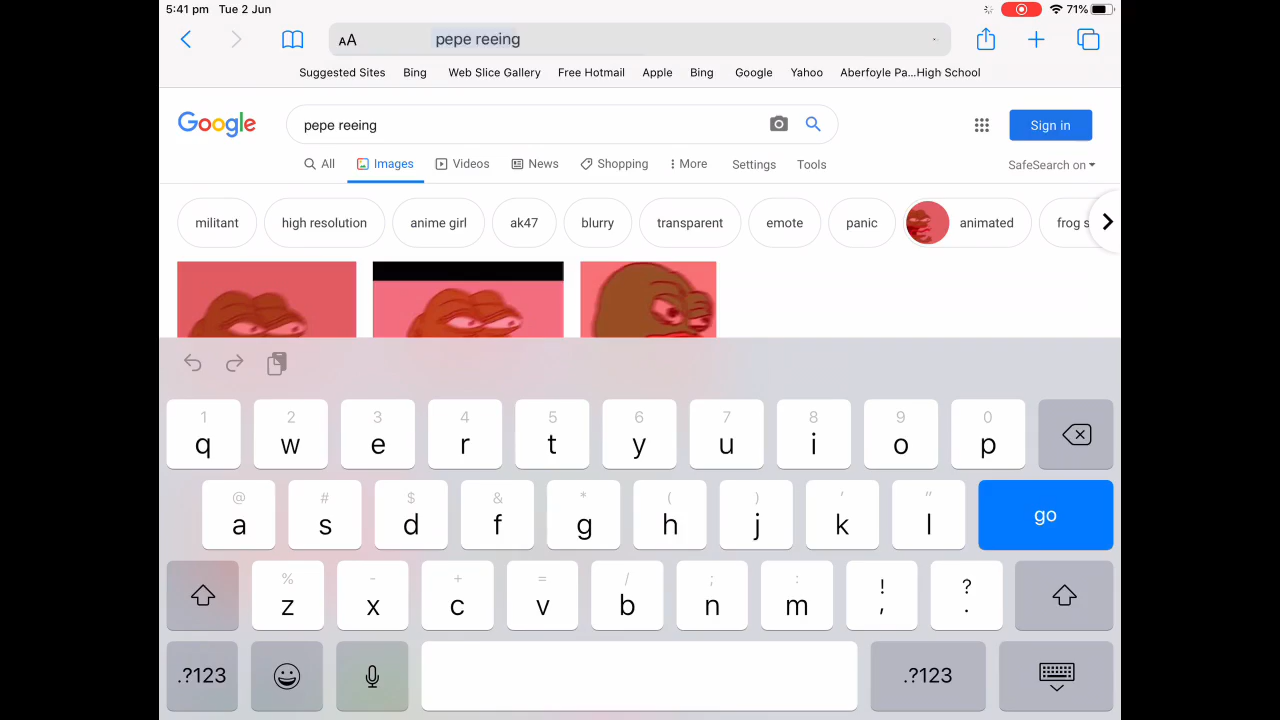 5:41 pm Tue 2 Jun 71%
AA pepe reeing
Suggested Sites Bing Web Slice Gallery Free Hotmail Apple Bing Google Yahoo Aberfoyle Pa...High School
Google pepe reeing Sign in
All Images Videos News Shopping More Settings Tools SafeSearch on
militant high resolution anime girl ak47 blurry transparent emote panic animated frog s
1 2 3 4 5 6 7 8 9 0
q w e r t y u i o p
@ # $ & * ( ) ' "
a s d f g h j k l go
% - + = / ; : ! ?
z x c v b n m , .
.?123 .?123